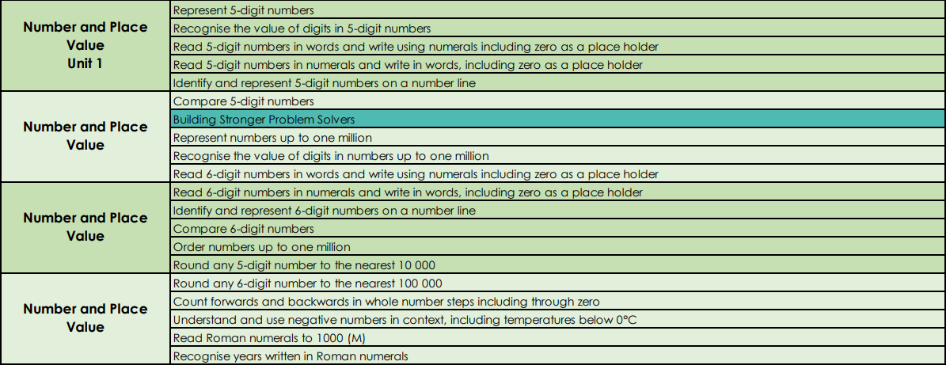 Number and Place
Value
Unit 1
Represent 5-digit numbers
Recognise the value of digits in 5-digit numbers
Read 5-digit numbers in words and write using numerals including zero as a place holder
Read 5-digit numbers in numerals and write in words, including zero as a place holder
Identify and represent 5-digit numbers on a number line
Number and Place
Value
Compare 5-digit numbers
Building Stronger Problem Solvers
Represent numbers up to one million
Recognise the value of digits in numbers up to one million
Read 6-digit numbers in words and write using numerals including zero as a place holder
Number and Place
Value
Read 6-digit numbers in numerals and write in words, including zero as a place holder
Identify and represent 6-digit numbers on a number line
Compare 6-digit numbers
Order numbers up to one million
Round any 5-digit number to the nearest 10 000
Number and Place
Value
Round any 6-digit number to the nearest 100 000
Count forwards and backwards in whole number steps including through zero
Understand and use negative numbers in context, including temperatures below 0°C
Read Roman numerals to 1000 (M)
Recognise years written in Roman numerals